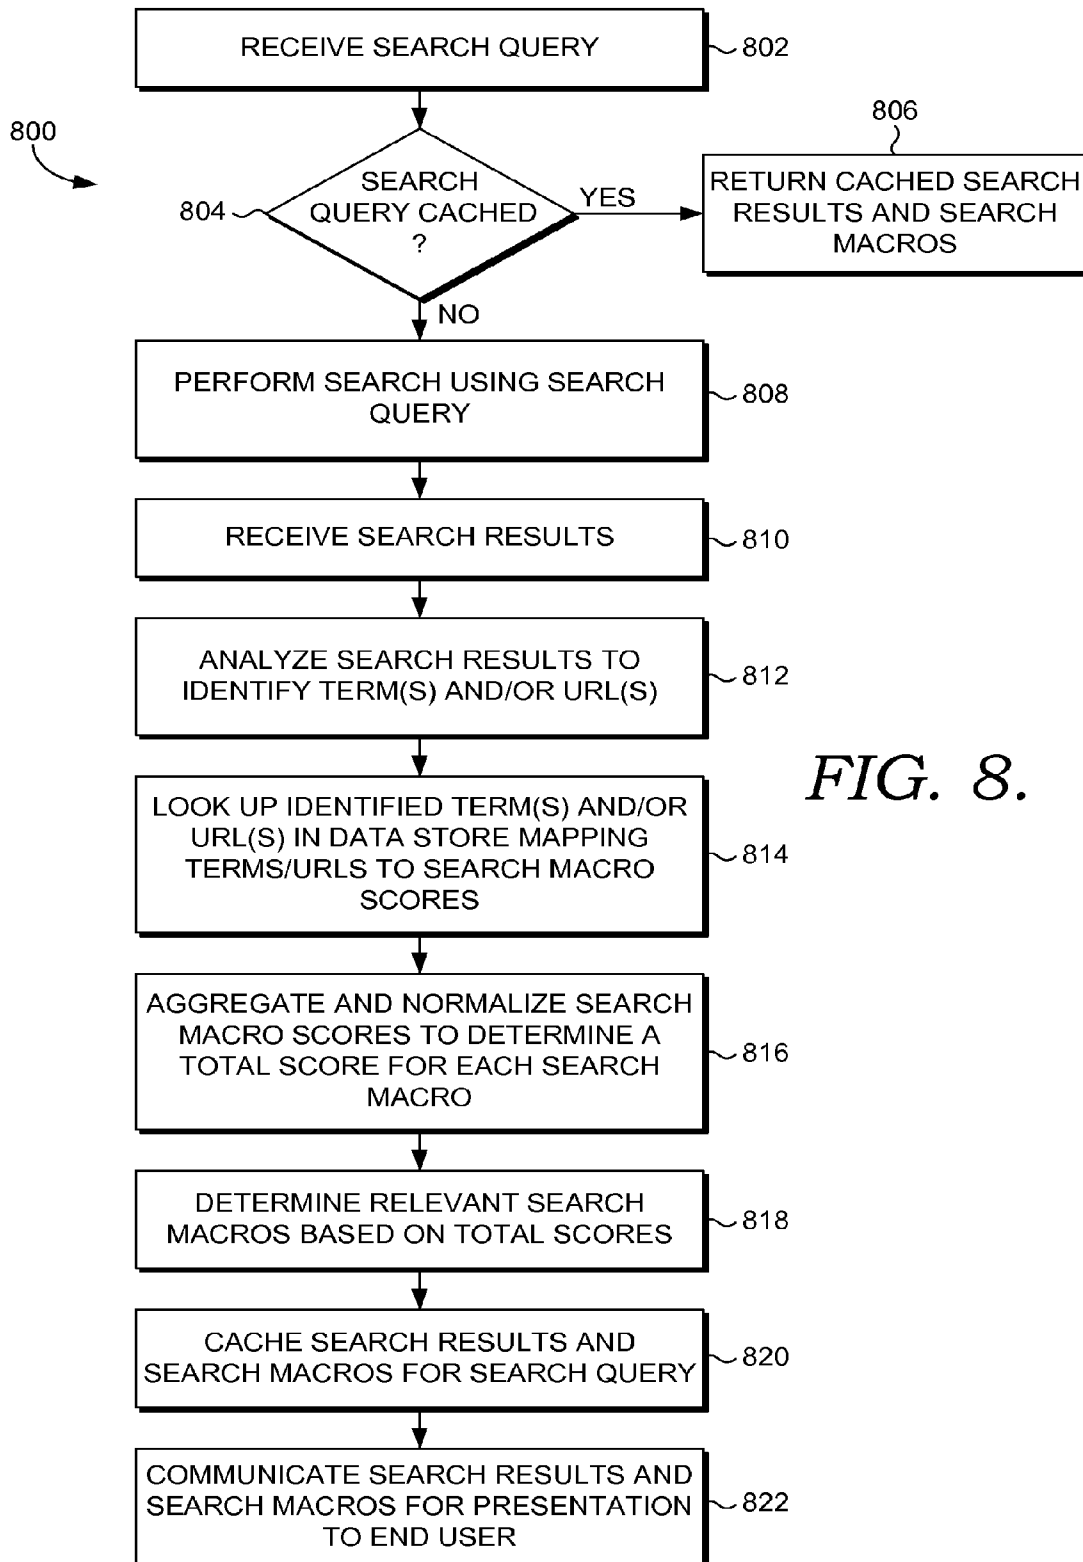 RECEIVE SEARCH QUERY
802
800
804
SEARCH
QUERY CACHED
?
YES
806
RETURN CACHED SEARCH
RESULTS AND SEARCH
MACROS
NO
PERFORM SEARCH USING SEARCH
QUERY
808
RECEIVE SEARCH RESULTS
810
ANALYZE SEARCH RESULTS TO
IDENTIFY TERM(S) AND/OR URL(S)
812
FIG. 8.
LOOK UP IDENTIFIED TERM(S) AND/OR
URL(S) IN DATA STORE MAPPING
TERMS/URLS TO SEARCH MACRO
SCORES
814
AGGREGATE AND NORMALIZE SEARCH
MACRO SCORES TO DETERMINE A
TOTAL SCORE FOR EACH SEARCH
MACRO
816
DETERMINE RELEVANT SEARCH
MACROS BASED ON TOTAL SCORES
818
CACHE SEARCH RESULTS AND
SEARCH MACROS FOR SEARCH QUERY
820
COMMUNICATE SEARCH RESULTS AND
SEARCH MACROS FOR PRESENTATION
TO END USER
822